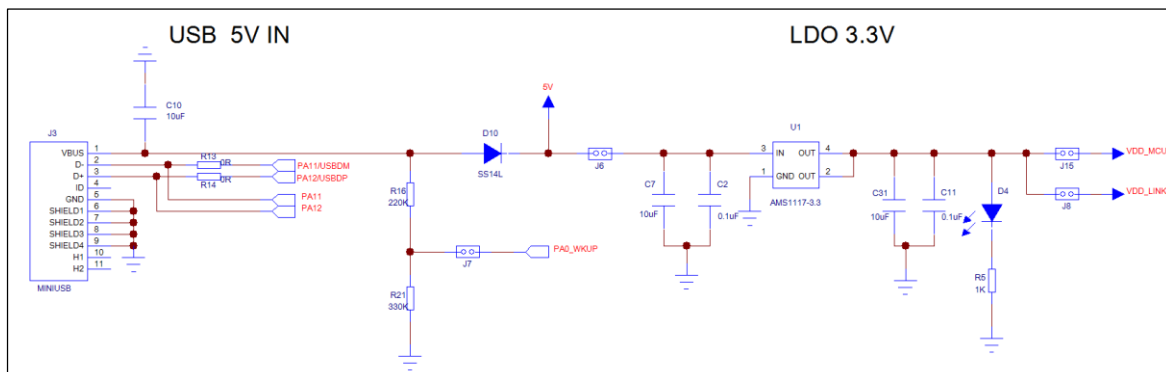 USB 5V IN
LDO 3.3V
C10
10uF
J3
VBUS 1
D- 2
D+ 3
ID 4
GND 5
SHIELD1 6
SHIELD2 7
SHIELD3 8
SHIELD4 9
H1 10
H2 11
MINIUSB
R13 0R
R14 0R
PA11/USBDM
PA12/USBDP
PA11
PA12
D10
SS14L
5V
J6
R16
220K
J7
PA0_WKUP
R21
330K
C7
10uF
C2
0.1uF
U1
3 IN OUT 4
1 GND OUT 2
AMS1117-3.3
C31
10uF
C11
0.1uF
D4
R5
1K
J15
VDD_MCU
J8
VDD_LINK